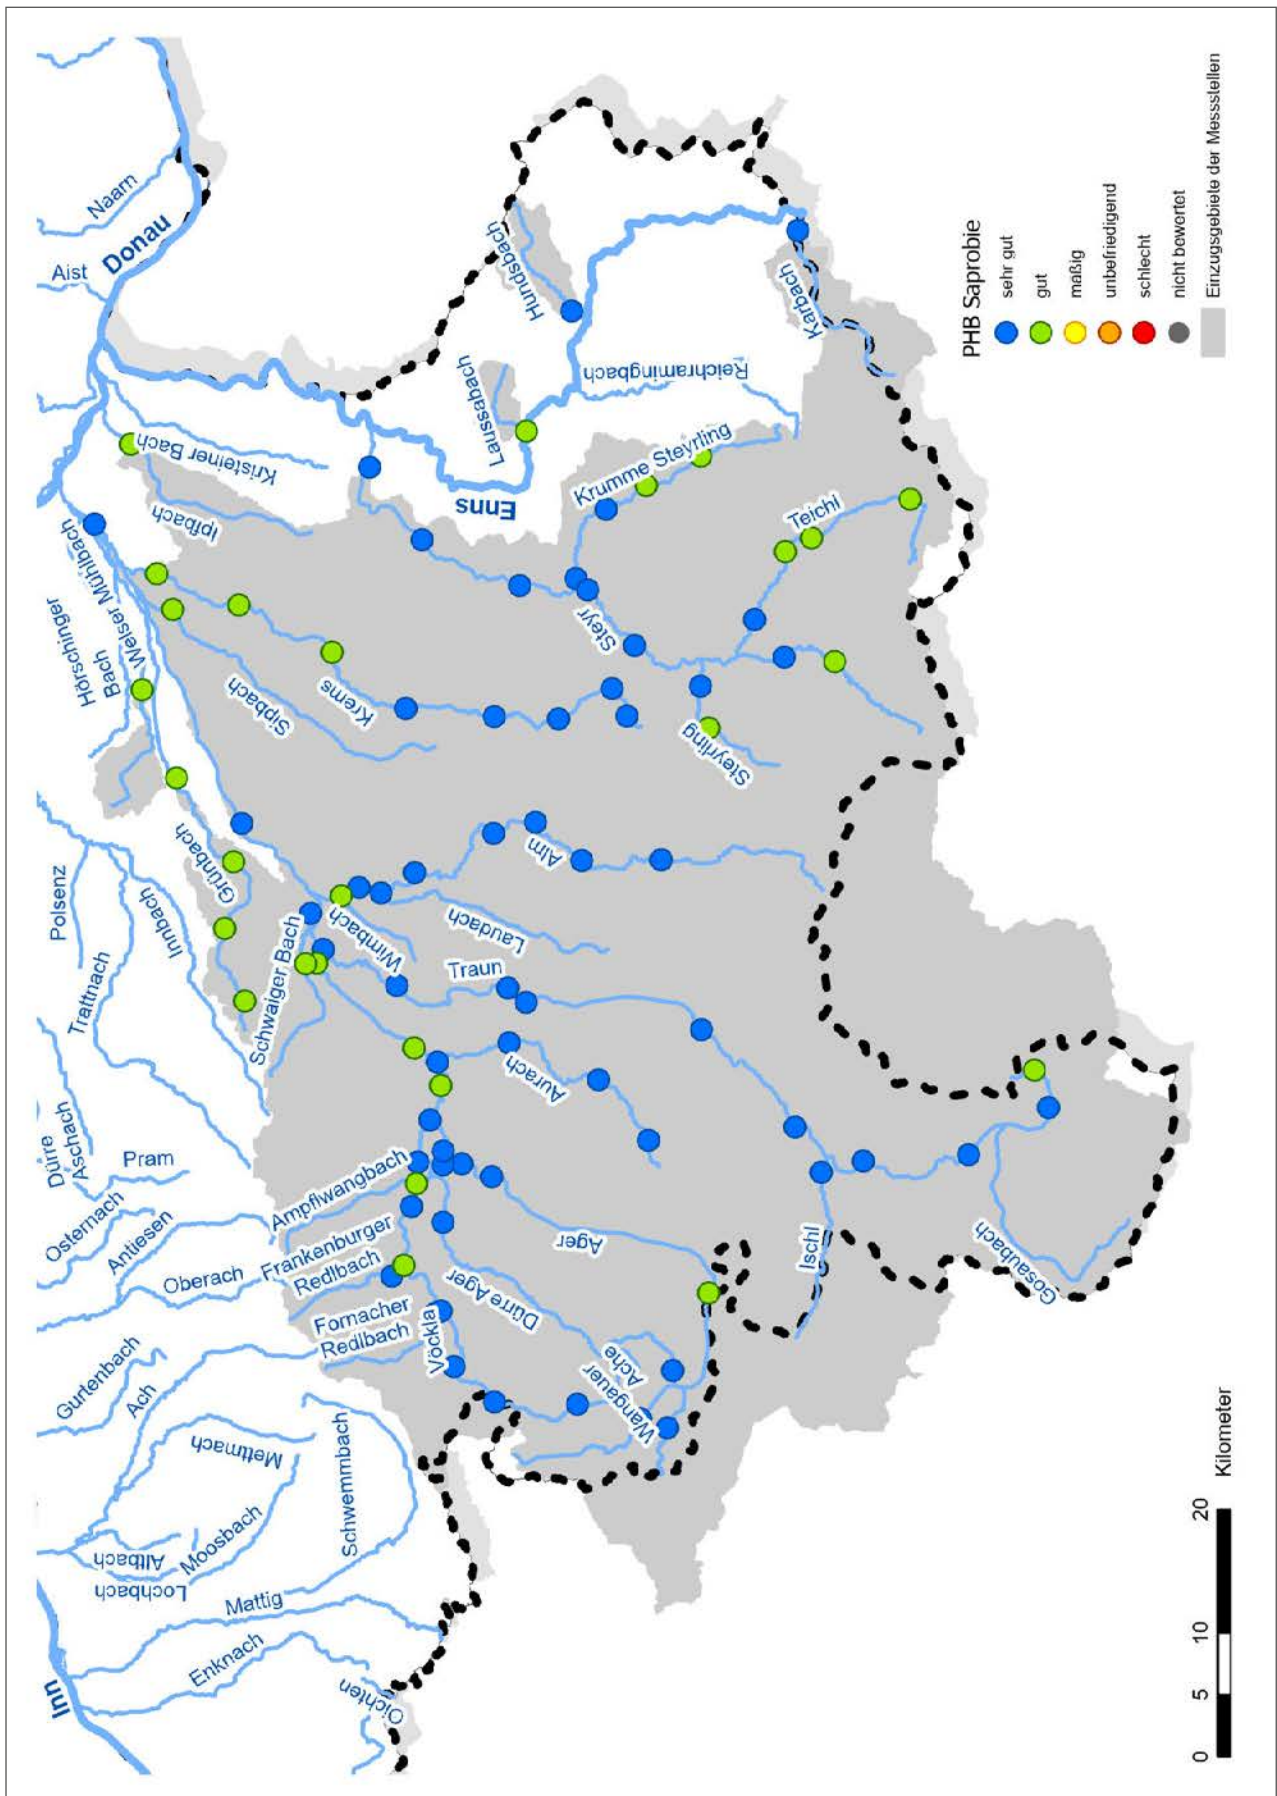 Inn
Oichten
Enknach
Mattig
Lochbach
Altbach
Moosbach
Schwemmbach
Mettmach
Ach
Gurtenbach
Oberach
Antiesen
Osternach
Pram
Dürre
Aschach
Trattnach
Polsenz
Innbach
Grünbach
Hörschinger
Bach
Welser Mühlbach
Ipfbach
Kristeiner Bach
Donau
Aist
Naarn
Fornacher
Redlbach
Frankenburger
Redlbach
Ampflwangbach
Schwaiger Bach
Wimbach
Sipbach
Krems
Vöckla
Dürre Ager
Ager
Aurach
Traun
Laudach
Alm
Steyrling
Steyr
Enns
Krumme Steyrling
Teichl
Laussabach
Hundsbach
Reichramingbach
Karbach
Wangauer
Ache
Ischl
Gosaubach
PHB Saprobie
sehr gut
gut
mäßig
unbefriedigend
schlecht
nicht bewertet
Einzugsgebiete der Messstellen
0 5 10 20
Kilometer